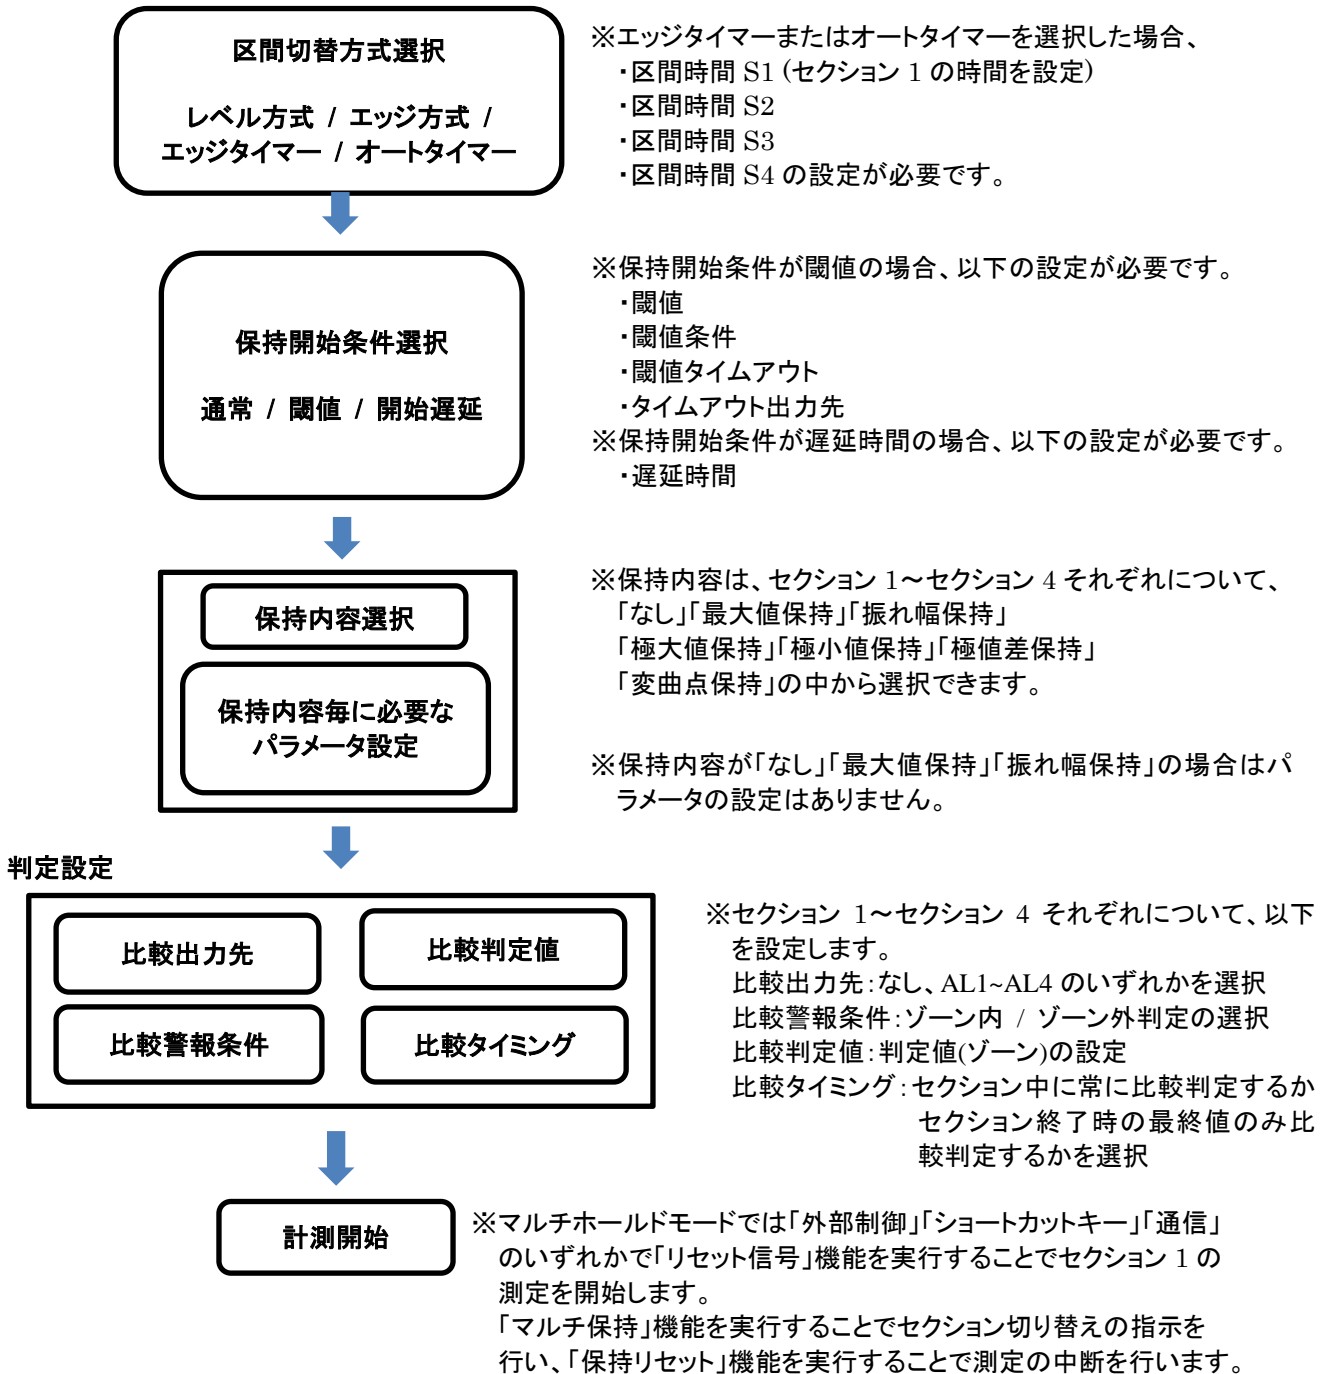 区間切替方式選択
レベル方式 / エッジ方式 /
エッジタイマー / オートタイマー
※エッジタイマーまたはオートタイマーを選択した場合、
・区間時間 S1 (セクション 1 の時間を設定)
・区間時間 S2
・区間時間 S3
・区間時間 S4 の設定が必要です。
保持開始条件選択
通常 / 閾値 / 開始遅延
※保持開始条件が閾値の場合、以下の設定が必要です。
・閾値
・閾値条件
・閾値タイムアウト
・タイムアウト出力先
※保持開始条件が遅延時間の場合、以下の設定が必要です。
・遅延時間
保持内容選択
保持内容毎に必要な
パラメータ設定
※保持内容は、セクション 1～セクション 4 それぞれについて、
「なし」「最大値保持」「振れ幅保持」
「極大値保持」「極小値保持」「極値差保持」
「変曲点保持」の中から選択できます。
※保持内容が「なし」「最大値保持」「振れ幅保持」の場合はパ
ラメータの設定はありません。
判定設定
比較出力先
比較判定値
比較警報条件
比較タイミング
※セクション 1～セクション 4 それぞれについて、以下
を設定します。
比較出力先：なし、AL1~AL4 のいずれかを選択
比較警報条件：ゾーン内 / ゾーン外判定の選択
比較判定値：判定値(ゾーン)の設定
比較タイミング：セクション中に常に比較判定するか
セクション終了時の最終値のみ比
較判定するかを選択
計測開始
※マルチホールドモードでは「外部制御」「ショートカットキー」「通信」
のいずれかで「リセット信号」機能を実行することでセクション 1 の
測定を開始します。
「マルチ保持」機能を実行することでセクション切り替えの指示を
行い、「保持リセット」機能を実行することで測定の中断を行います。